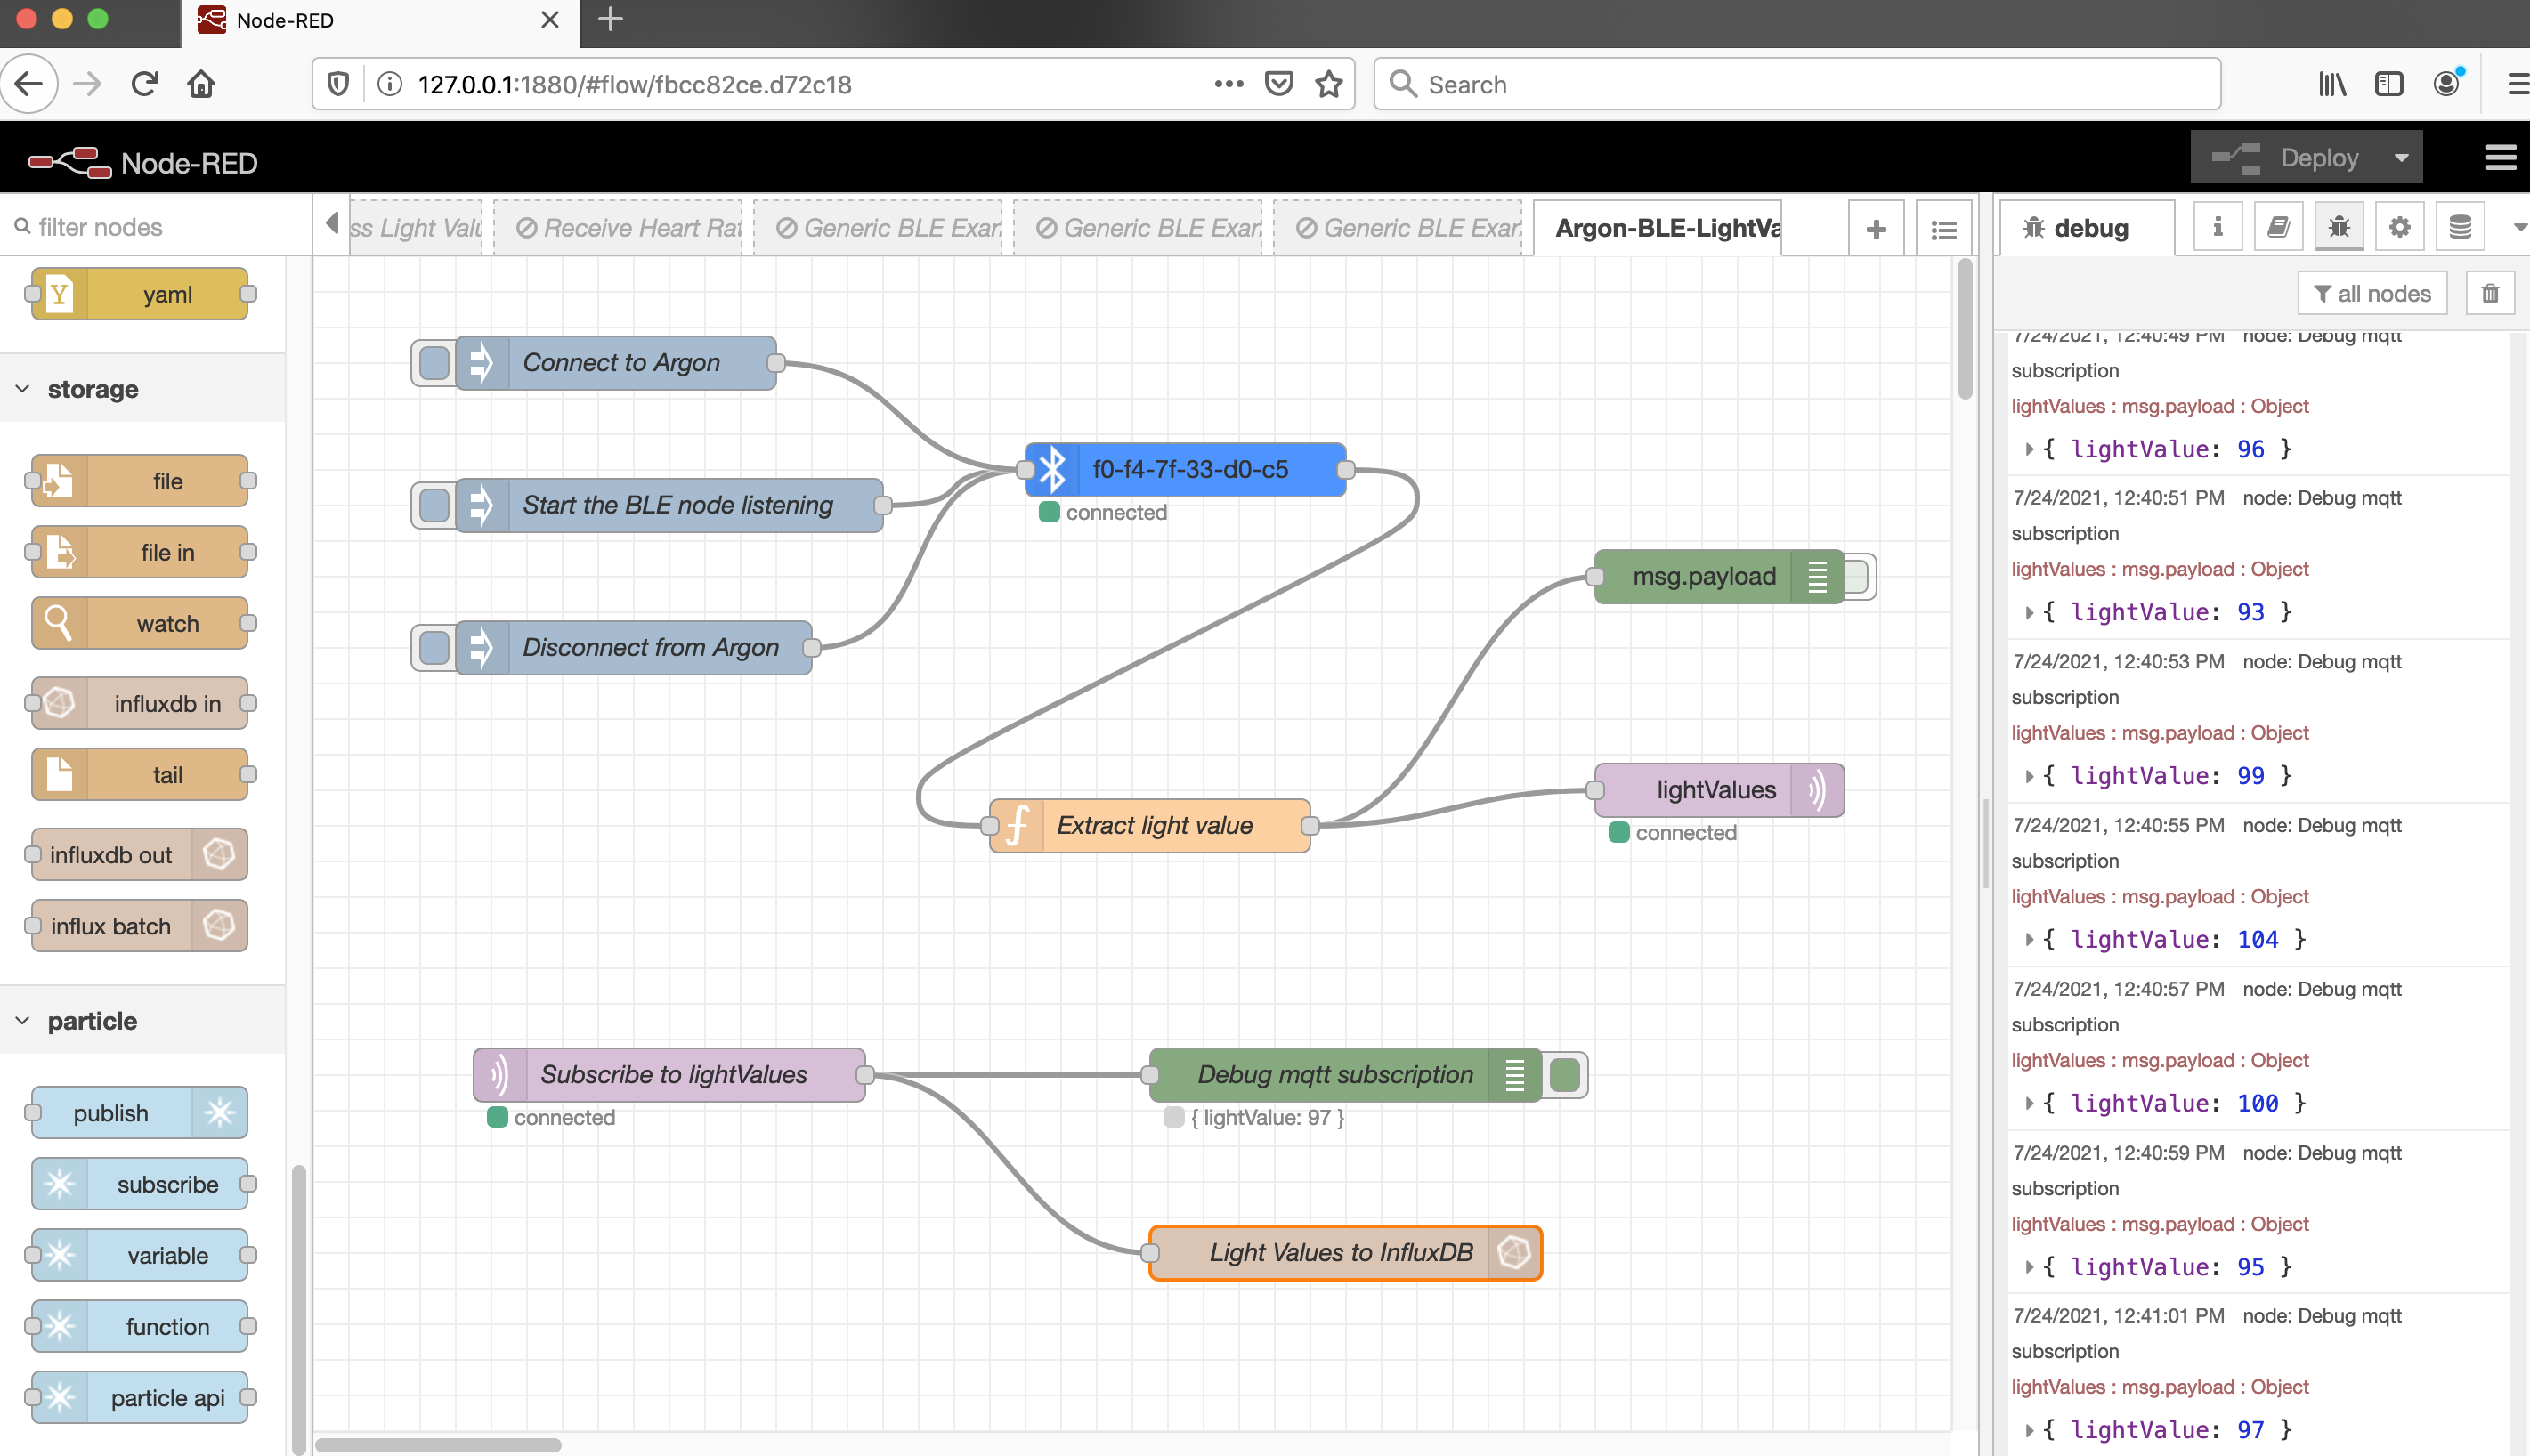 Node-RED
127.0.0.1:1880/#flow/fbcc82ce.d72c18
Search
Node-RED
Deploy
filter nodes
ss Light Valu
Receive Heart Rat
Generic BLE Exar
Generic BLE Exar
Generic BLE Exar
Argon-BLE-LightVa
debug
all nodes
yaml
storage
file
file in
watch
influxdb in
tail
influxdb out
influx batch
particle
publish
subscribe
variable
function
particle api
Connect to Argon
Start the BLE node listening
Disconnect from Argon
f0-f4-7f-33-d0-c5
connected
msg.payload
lightValues
connected
Extract light value
Subscribe to lightValues
connected
Debug mqtt subscription
{ lightValue: 97 }
Light Values to InfluxDB
7/24/2021, 12:40:49 PM node: Debug mqtt
subscription
lightValues : msg.payload : Object
{ lightValue: 96 }
7/24/2021, 12:40:51 PM node: Debug mqtt
subscription
lightValues : msg.payload : Object
{ lightValue: 93 }
7/24/2021, 12:40:53 PM node: Debug mqtt
subscription
lightValues : msg.payload : Object
{ lightValue: 99 }
7/24/2021, 12:40:55 PM node: Debug mqtt
subscription
lightValues : msg.payload : Object
{ lightValue: 104 }
7/24/2021, 12:40:57 PM node: Debug mqtt
subscription
lightValues : msg.payload : Object
{ lightValue: 100 }
7/24/2021, 12:40:59 PM node: Debug mqtt
subscription
lightValues : msg.payload : Object
{ lightValue: 95 }
7/24/2021, 12:41:01 PM node: Debug mqtt
subscription
lightValues : msg.payload : Object
{ lightValue: 97 }